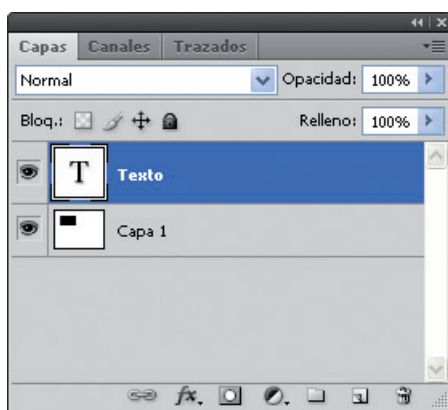 Capas Canales Trazados
Normal Opacidad: 100%
Bloq.: Relleno: 100%
T Texto
Capa 1
fx.